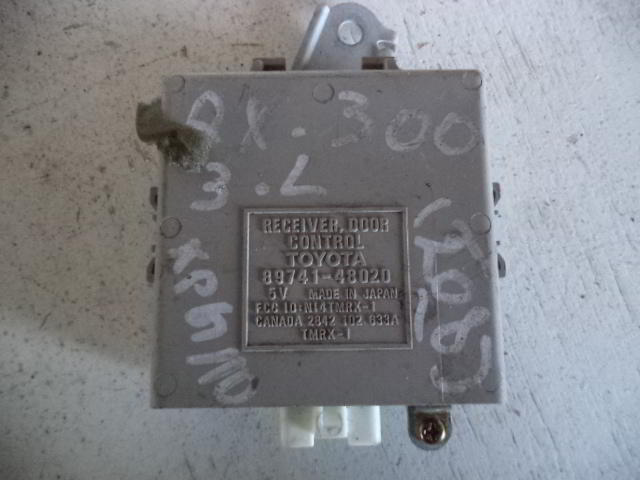 RX-300
3.L
RECEIVER, DOOR
CONTROL
TOYOTA
89741-48020
5V MADE IN JAPAN
FCC ID:NI4TMRX-1
CANADA 2842 102 633A
TMRX-1